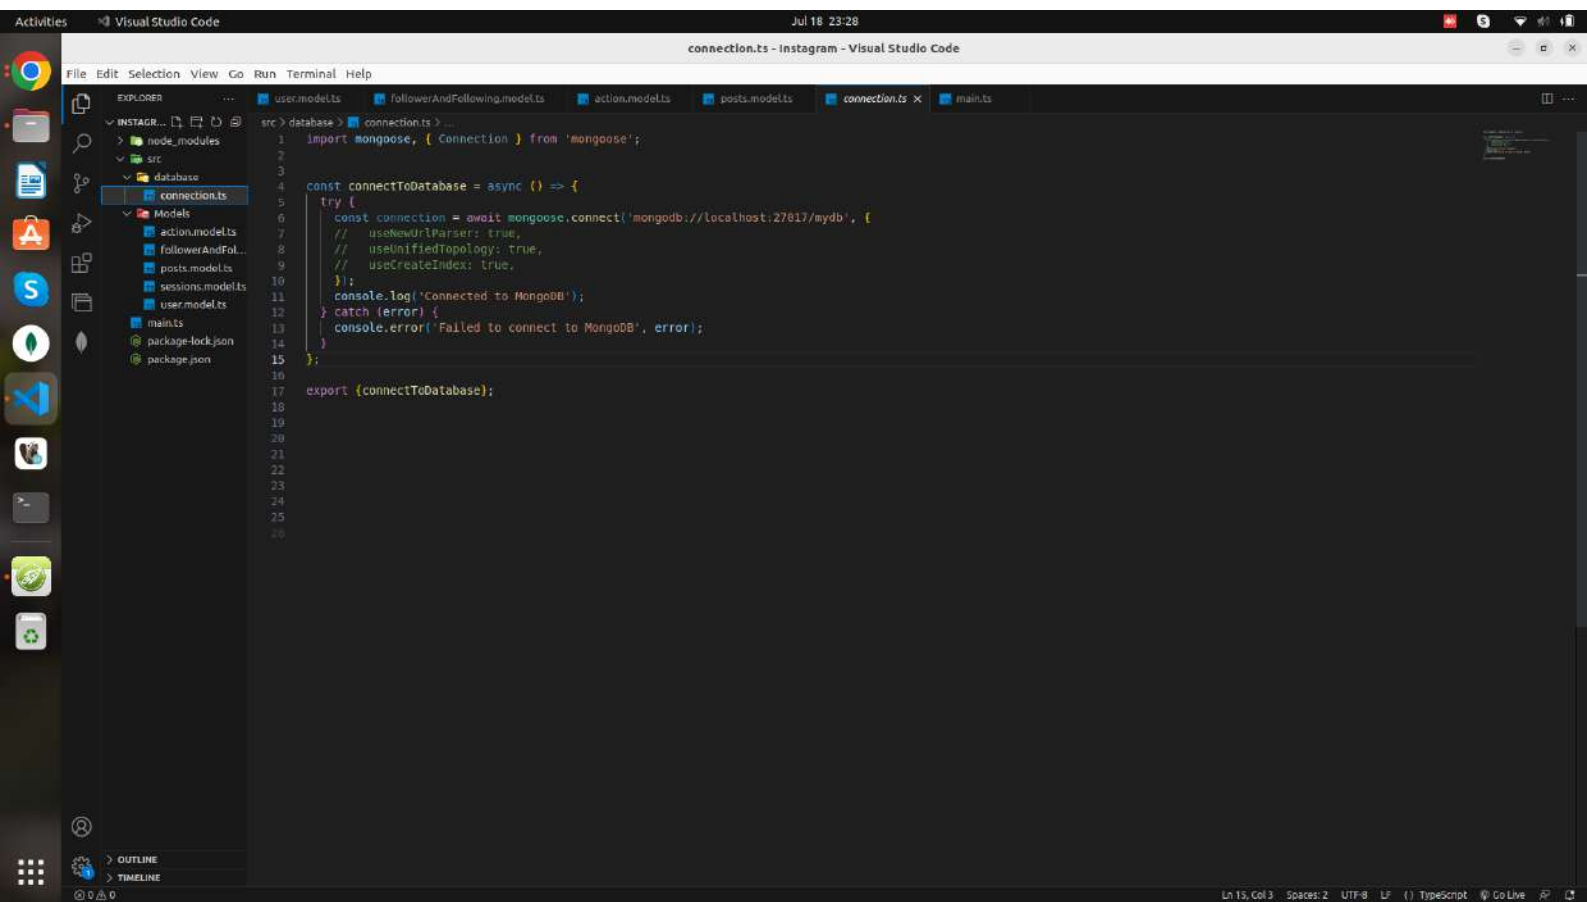 Activities
Visual Studio Code
Jul 18 23:28
connection.ts - Instagram - Visual Studio Code
File Edit Selection View Go Run Terminal Help
EXPLORER
INSTAGR...
node_modules
src
database
connection.ts
Models
action.model.ts
followerAndFol...
posts.model.ts
sessions.model.ts
user.model.ts
main.ts
package-lock.json
package.json
OUTLINE
TIMELINE
user.model.ts
followerAndFollowing.model.ts
action.model.ts
posts.model.ts
connection.ts
main.ts
src > database > connection.ts > ...
1 import mongoose, { Connection } from 'mongoose';
2
3
4 const connectToDatabase = async () => {
5 try {
6 const connection = await mongoose.connect('mongodb://localhost:27017/mydb', {
7 // useNewUrlParser: true,
8 // useUnifiedTopology: true,
9 // useCreateIndex: true,
10 });
11 console.log('Connected to MongoDB');
12 } catch (error) {
13 console.error('Failed to connect to MongoDB', error);
14 }
15 };
16
17 export {connectToDatabase};
18
19
20
21
22
23
24
25
26
0 0
Ln 15, Col 3 Spaces: 2 UTF-8 LF {} TypeScript Go Live